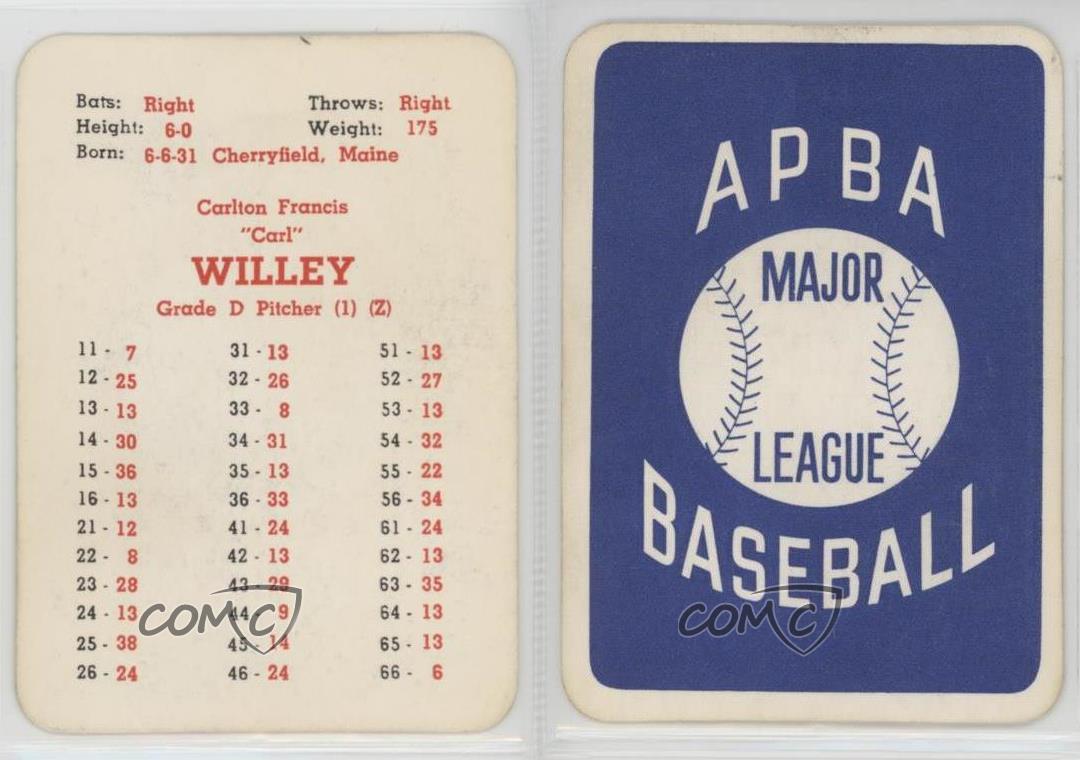 Bats: Right Throws: Right
Height: 6-0 Weight: 175
Born: 6-6-31 Cherryfield, Maine
Carlton Francis
"Carl"
WILLEY
Grade D Pitcher (1) (Z)
11 - 7 31 - 13 51 - 13
12 - 25 32 - 26 52 - 27
13 - 13 33 - 8 53 - 13
14 - 30 34 - 31 54 - 32
15 - 36 35 - 13 55 - 22
16 - 13 36 - 33 56 - 34
21 - 12 41 - 24 61 - 24
22 - 8 42 - 13 62 - 13
23 - 28 43 - 29 63 - 35
24 - 13 44 - 9 64 - 13
25 - 38 45 - 14 65 - 13
26 - 24 46 - 24 66 - 6
COMC
APBA
MAJOR
LEAGUE
BASEBALL
COMC